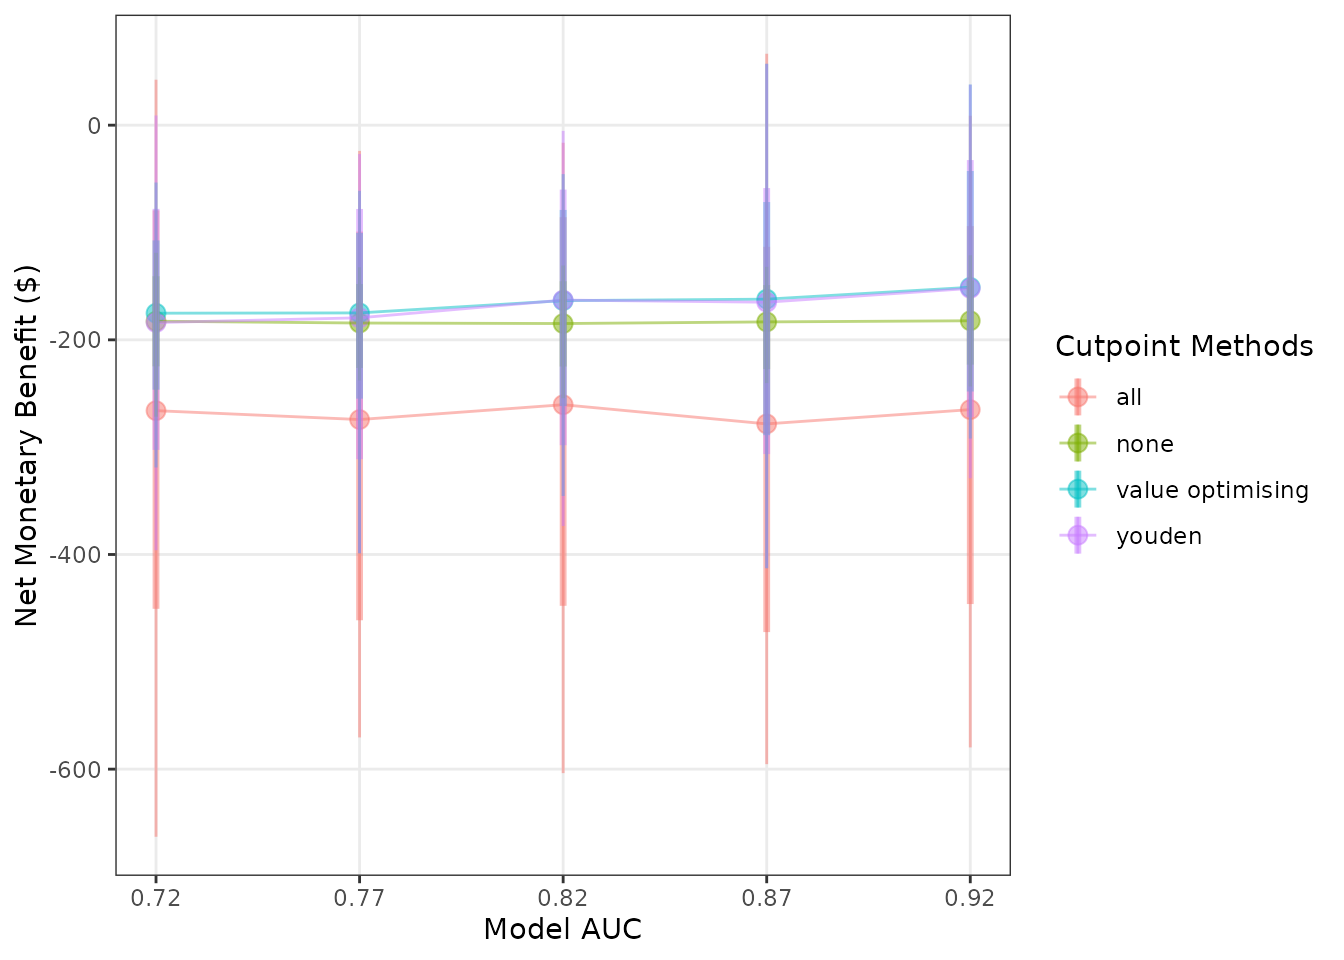 Net Monetary Benefit ($)
0
-200
-400
-600
0.72 0.77 0.82 0.87 0.92
Model AUC
Cutpoint Methods
all
none
value optimising
youden